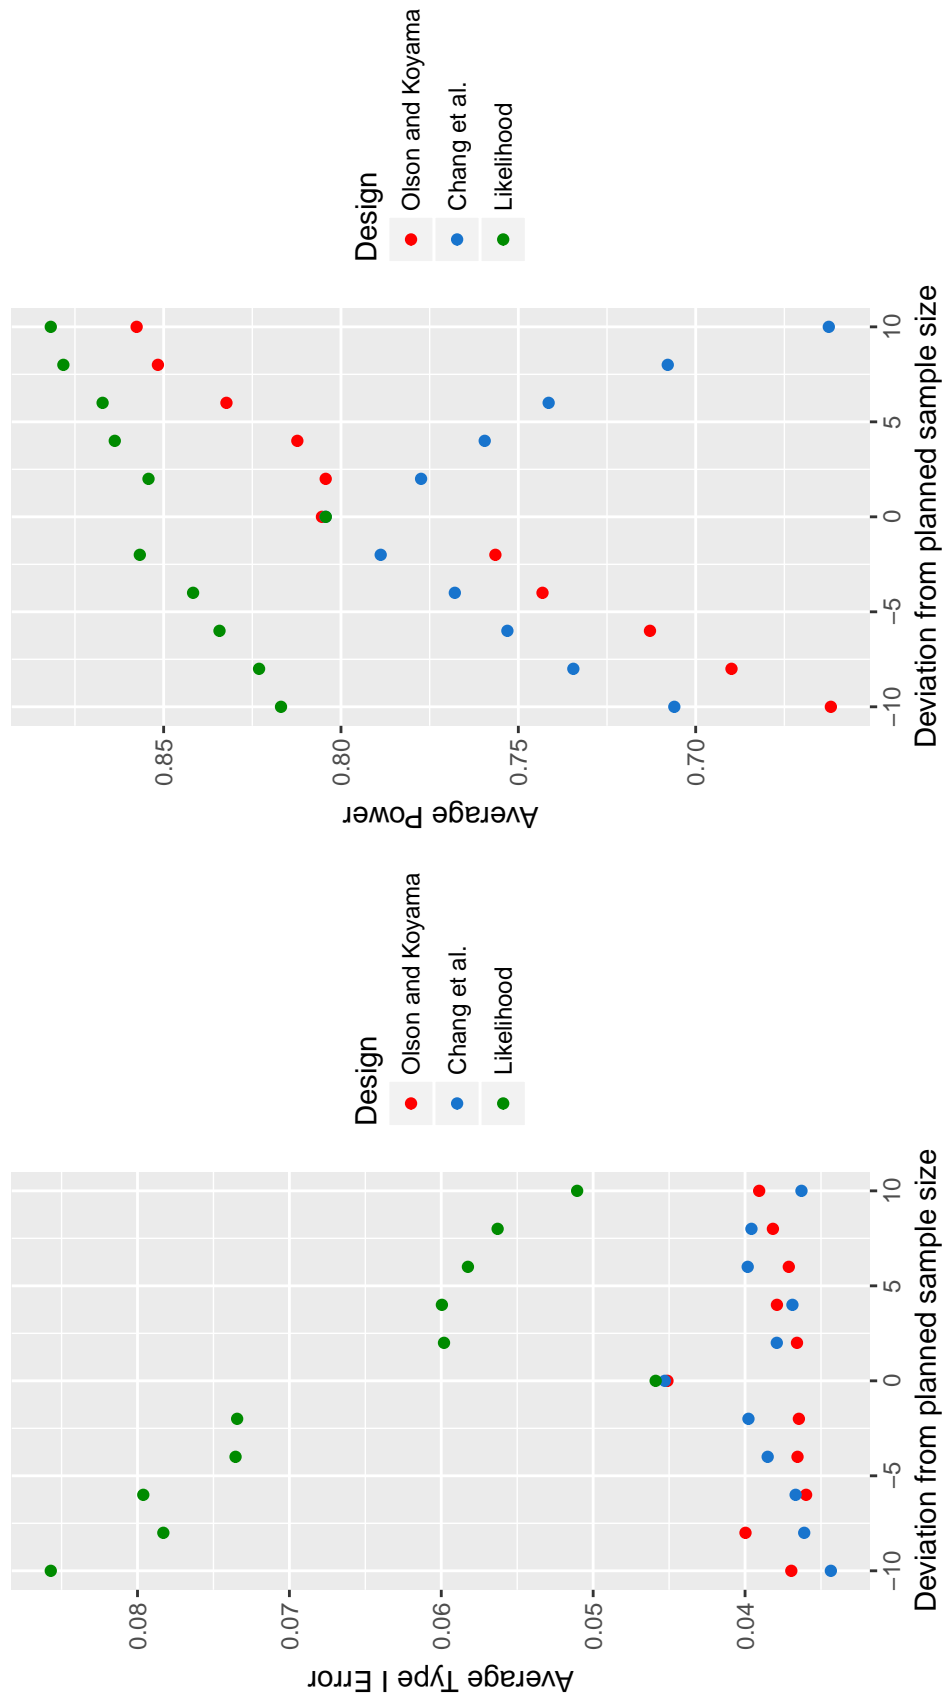 Average Type I Error
0.08
0.07
0.06
0.05
0.04
−10
−5
0
5
10
Deviation from planned sample size
Design
Olson and Koyama
Chang et al.
Likelihood
Average Power
0.85
0.80
0.75
0.70
−10
−5
0
5
10
Deviation from planned sample size
Design
Olson and Koyama
Chang et al.
Likelihood